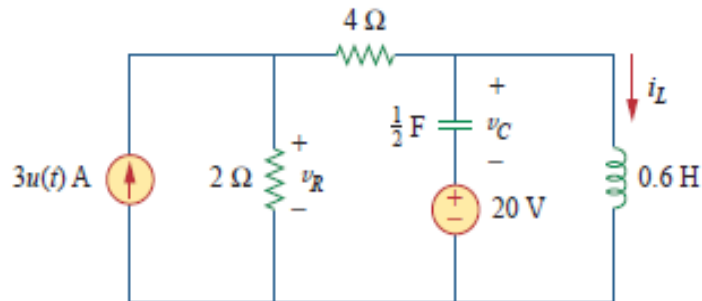 4 Ω
+
i_L
3u(t) A
2 Ω
+
v_R
−
½ F
v_C
−
+
−
20 V
0.6 H